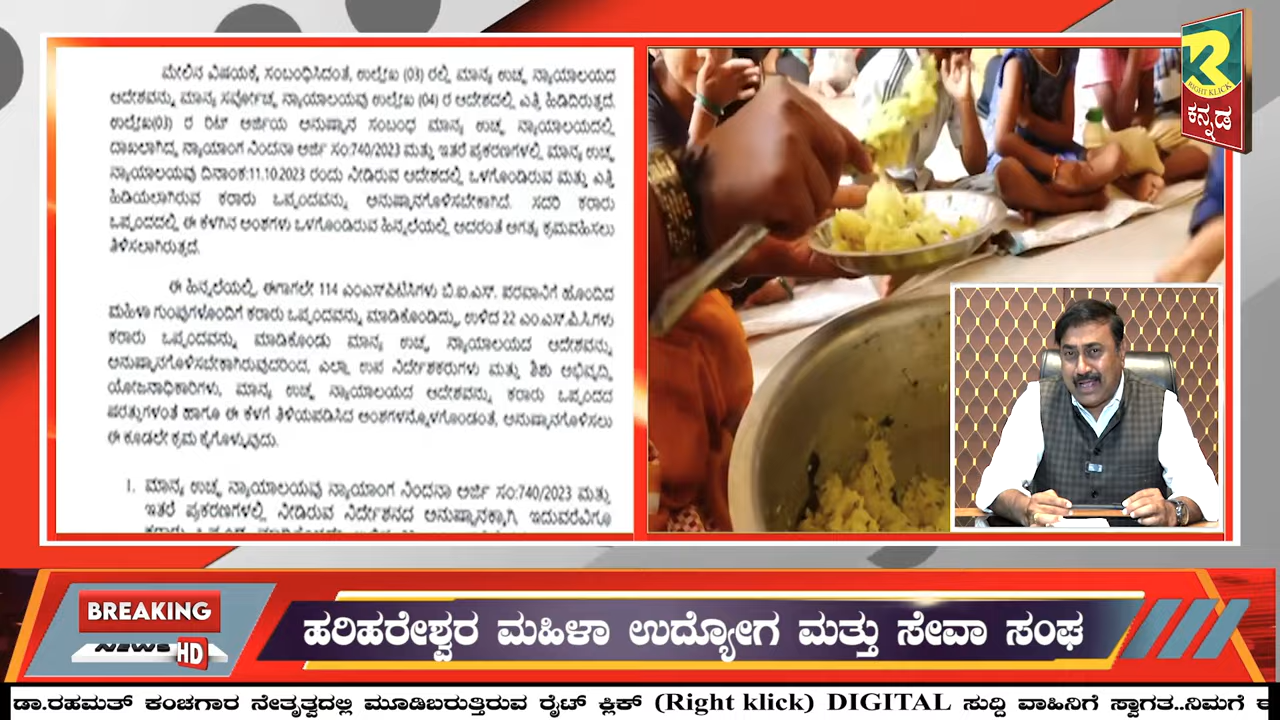 ಮೇಲಿನ ವಿಷಯಕ್ಕೆ ಸಂಬಂಧಿಸಿದಂತೆ, ಉಲ್ಲೇಖ (03) ರಲ್ಲಿ ಮಾನ್ಯ ಉಚ್ಛ ನ್ಯಾಯಾಲಯದ
ಆದೇಶವನ್ನು ಮಾನ್ಯ ಸರ್ವೋಚ್ಛ ನ್ಯಾಯಾಲಯವು ಉಲ್ಲೇಖ (04) ರ ಆದೇಶದಲ್ಲಿ ಎತ್ತಿ ಹಿಡಿದಿರುತ್ತದೆ.
ಉಲ್ಲೇಖ(03) ರ ರಿಟ್ ಅರ್ಜಿಯ ಅನುಷ್ಠಾನ ಸಂಬಂಧ ಮಾನ್ಯ ಉಚ್ಛ ನ್ಯಾಯಾಲಯದಲ್ಲಿ
ದಾಖಲಾಗಿದ್ದ ನ್ಯಾಯಾಂಗ ನಿಂದನಾ ಅರ್ಜಿ ಸಂ:740/2023 ಮತ್ತು ಇತರೆ ಪ್ರಕರಣಗಳಲ್ಲಿ ಮಾನ್ಯ ಉಚ್ಛ
ನ್ಯಾಯಾಲಯವು ದಿನಾಂಕ:11.10.2023 ರಂದು ನೀಡಿರುವ ಆದೇಶದಲ್ಲಿ ಒಳಗೊಂಡಿರುವ ಮತ್ತು ಎತ್ತಿ
ಹಿಡಿಯಲಾಗಿರುವ ಕರಾರು ಒಪ್ಪಂದವನ್ನು ಅನುಷ್ಠಾನಗೊಳಿಸಬೇಕಾಗಿದೆ. ಸದರಿ ಕರಾರು
ಒಪ್ಪಂದದಲ್ಲಿ ಈ ಕೆಳಗಿನ ಅಂಶಗಳು ಒಳಗೊಂಡಿರುವ ಹಿನ್ನಲೆಯಲ್ಲಿ ಅದರಂತೆ ಅಗತ್ಯ ಕ್ರಮವಹಿಸಲು
ತಿಳಿಸಲಾಗಿರುತ್ತದೆ.
ಈ ಹಿನ್ನಲೆಯಲ್ಲಿ, ಈಗಾಗಲೇ 114 ಎಂಎಸ್‌ಪಿಟಿಸಿಗಳು ಬಿ.ಐ.ಎಸ್. ಪರವಾನಿಗೆ ಹೊಂದಿದ
ಮಹಿಳಾ ಗುಂಪುಗಳೊಂದಿಗೆ ಕರಾರು ಒಪ್ಪಂದವನ್ನು ಮಾಡಿಕೊಂಡಿದ್ದು, ಉಳಿದ 22 ಎಂ.ಎಸ್.ಪಿ.ಸಿಗಳು
ಕರಾರು ಒಪ್ಪಂದವನ್ನು ಮಾಡಿಕೊಂಡು ಮಾನ್ಯ ಉಚ್ಛ ನ್ಯಾಯಾಲಯದ ಆದೇಶವನ್ನು
ಅನುಷ್ಠಾನಗೊಳಿಸಬೇಕಾಗಿರುವುದರಿಂದ, ಎಲ್ಲಾ ಉಪ ನಿರ್ದೇಶಕರುಗಳು ಮತ್ತು ಶಿಶು ಅಭಿವೃದ್ಧಿ
ಯೋಜನಾಧಿಕಾರಿಗಳು, ಮಾನ್ಯ ಉಚ್ಛ ನ್ಯಾಯಾಲಯದ ಆದೇಶವನ್ನು ಕರಾರು ಒಪ್ಪಂದದ
ಷರತ್ತುಗಳಂತೆ ಹಾಗೂ ಈ ಕೆಳಗೆ ತಿಳಿಯಪಡಿಸಿದ ಅಂಶಗಳನ್ನೊಳಗೊಂಡಂತೆ, ಅನುಷ್ಠಾನಗೊಳಿಸಲು
ಈ ಕೂಡಲೇ ಕ್ರಮ ಕೈಗೊಳ್ಳುವುದು.
1. ಮಾನ್ಯ ಉಚ್ಛ ನ್ಯಾಯಾಲಯವು ನ್ಯಾಯಾಂಗ ನಿಂದನಾ ಅರ್ಜಿ ಸಂ:740/2023 ಮತ್ತು
ಇತರೆ ಪ್ರಕರಣಗಳಲ್ಲಿ ನೀಡಿರುವ ನಿರ್ದೇಶನದ ಅನುಷ್ಠಾನಕ್ಕಾಗಿ, ಇದುವರೆವಿಗೂ
RIGHT KLICK
ಕನ್ನಡ
BREAKING
NEWS HD
ಹರಿಹರೇಶ್ವರ ಮಹಿಳಾ ಉದ್ಯೋಗ ಮತ್ತು ಸೇವಾ ಸಂಘ
ಡಾ.ರಹಮತ್ ಕಂಚಗಾರ ನೇತೃತ್ವದಲ್ಲಿ ಮೂಡಿಬರುತ್ತಿರುವ ರೈಟ್ ಕ್ಲಿಕ್ (Right klick) DIGITAL ಸುದ್ದಿ ವಾಹಿನಿಗೆ ಸ್ವಾಗತ..ನಿಮಗೆ